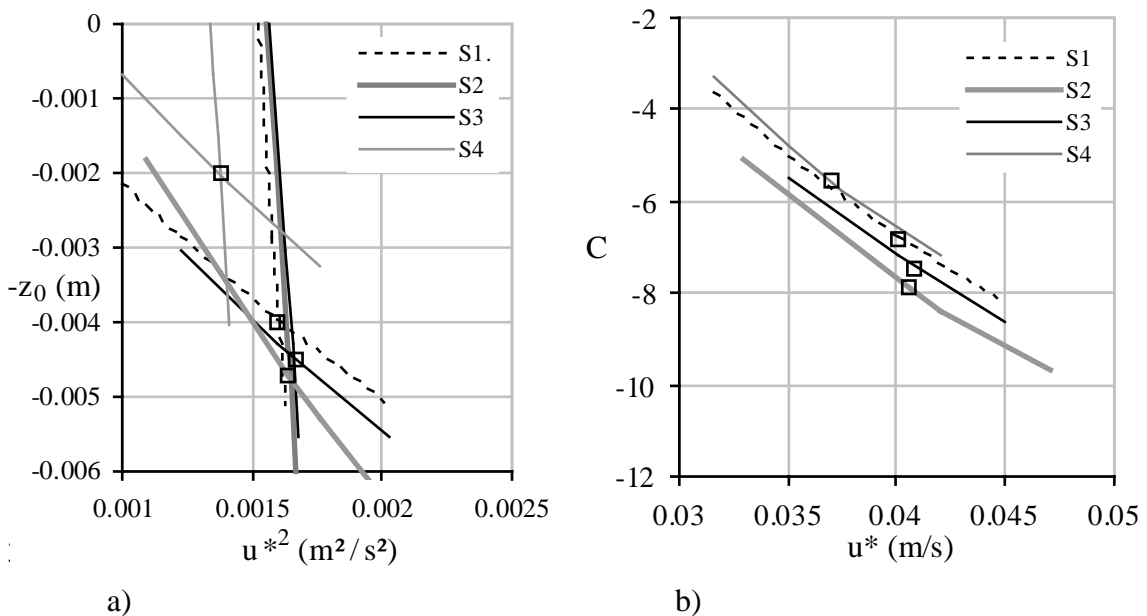 0
-0.001
-0.002
-0.003
-z₀ (m)
-0.004
-0.005
-0.006
0.001 0.0015 0.002 0.0025
u*² (m²/s²)
S1.
S2
S3
S4
a)
-2
-4
-6
C
-8
-10
-12
0.03 0.035 0.04 0.045 0.05
u* (m/s)
S1
S2
S3
S4
b)